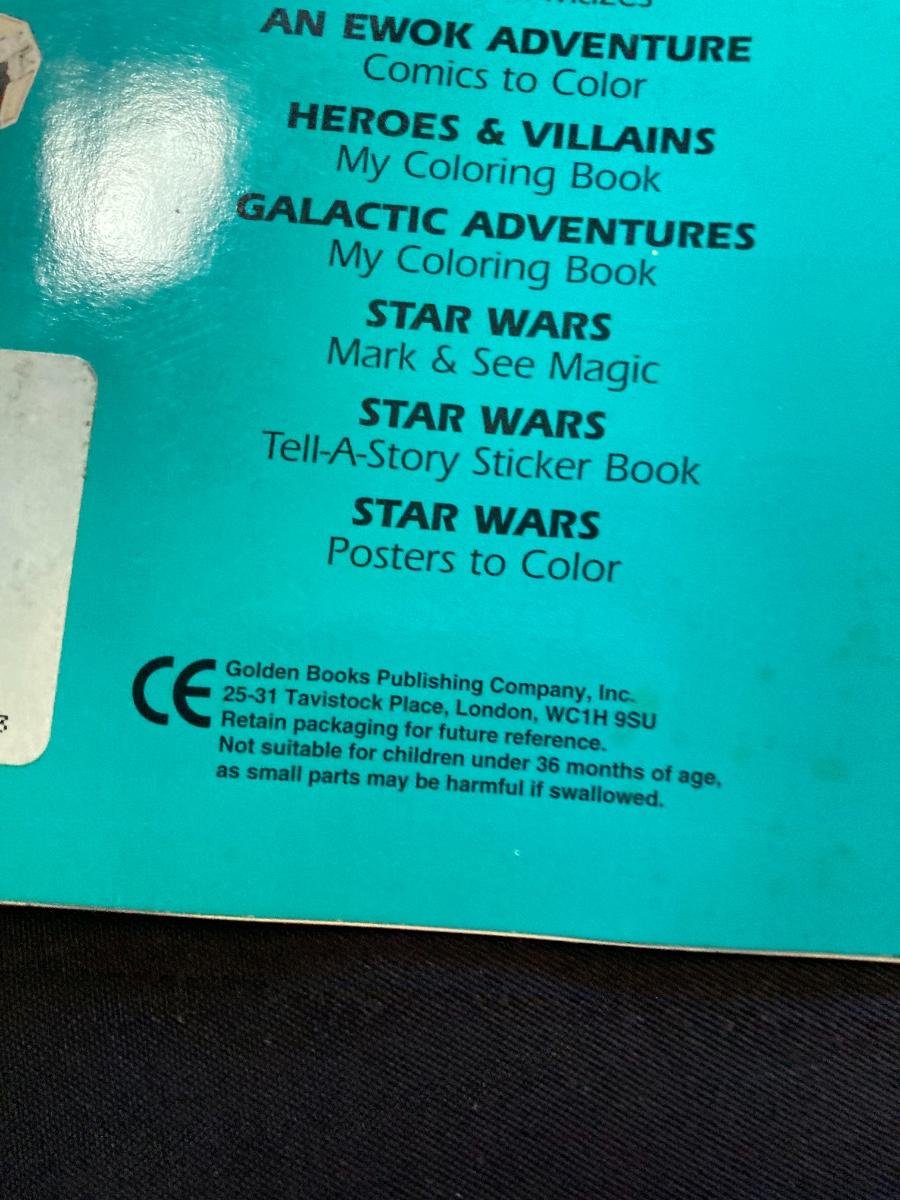 Mazes
AN EWOK ADVENTURE
Comics to Color
HEROES & VILLAINS
My Coloring Book
GALACTIC ADVENTURES
My Coloring Book
STAR WARS
Mark & See Magic
STAR WARS
Tell-A-Story Sticker Book
STAR WARS
Posters to Color
CE
Golden Books Publishing Company, Inc.
25-31 Tavistock Place, London, WC1H 9SU
Retain packaging for future reference.
Not suitable for children under 36 months of age,
as small parts may be harmful if swallowed.